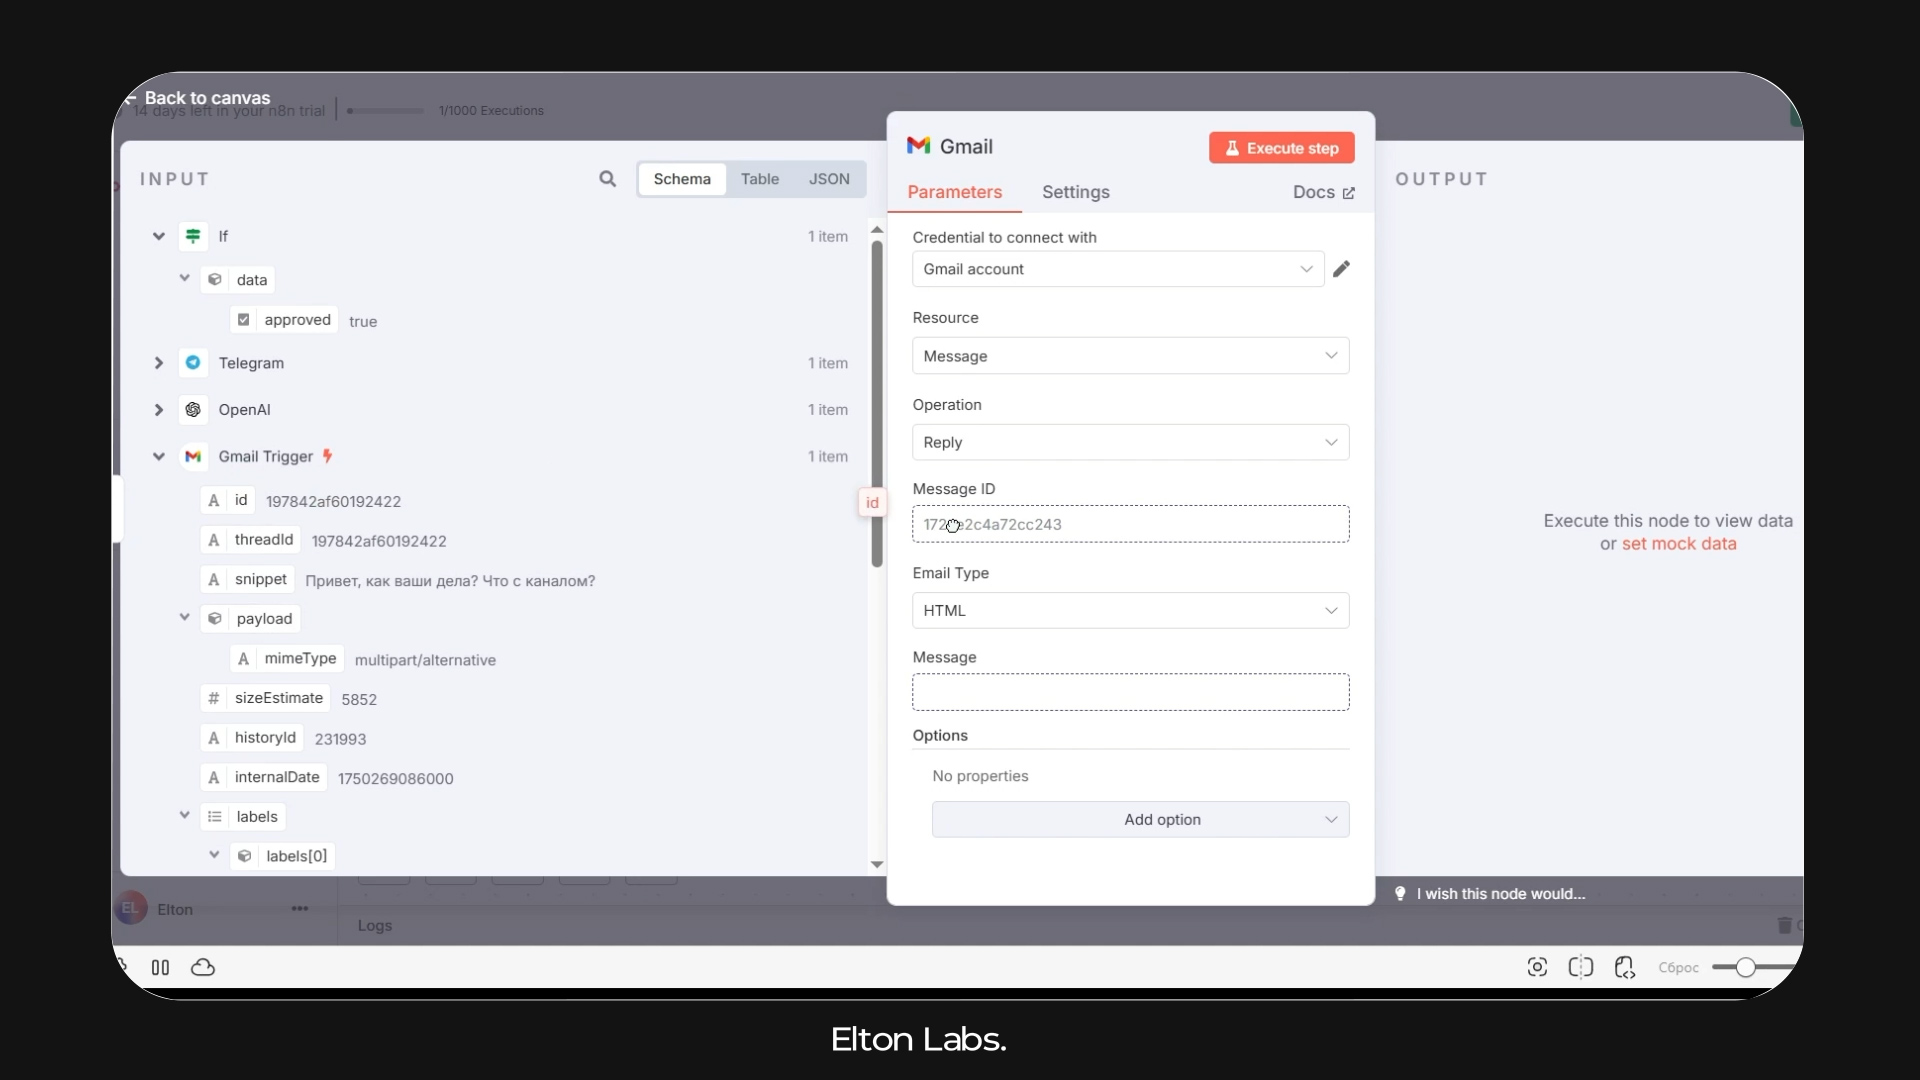 Back to canvas
14 days left in your n8n trial
1/1000 Executions
INPUT
Schema
Table
JSON
If
1 item
data
approved
true
Telegram
1 item
OpenAI
1 item
Gmail Trigger
1 item
id
197842af60192422
threadId
197842af60192422
snippet
Привет, как ваши дела? Что с каналом?
payload
mimeType
multipart/alternative
sizeEstimate
5852
historyId
231993
internalDate
1750269086000
labels
labels[0]
id
Gmail
Execute step
Parameters
Settings
Docs
Credential to connect with
Gmail account
Resource
Message
Operation
Reply
Message ID
Email Type
HTML
Message
Options
No properties
Add option
OUTPUT
Execute this node to view data
or set mock data
I wish this node would...
EL
Elton
Logs
Сброс
Elton Labs.